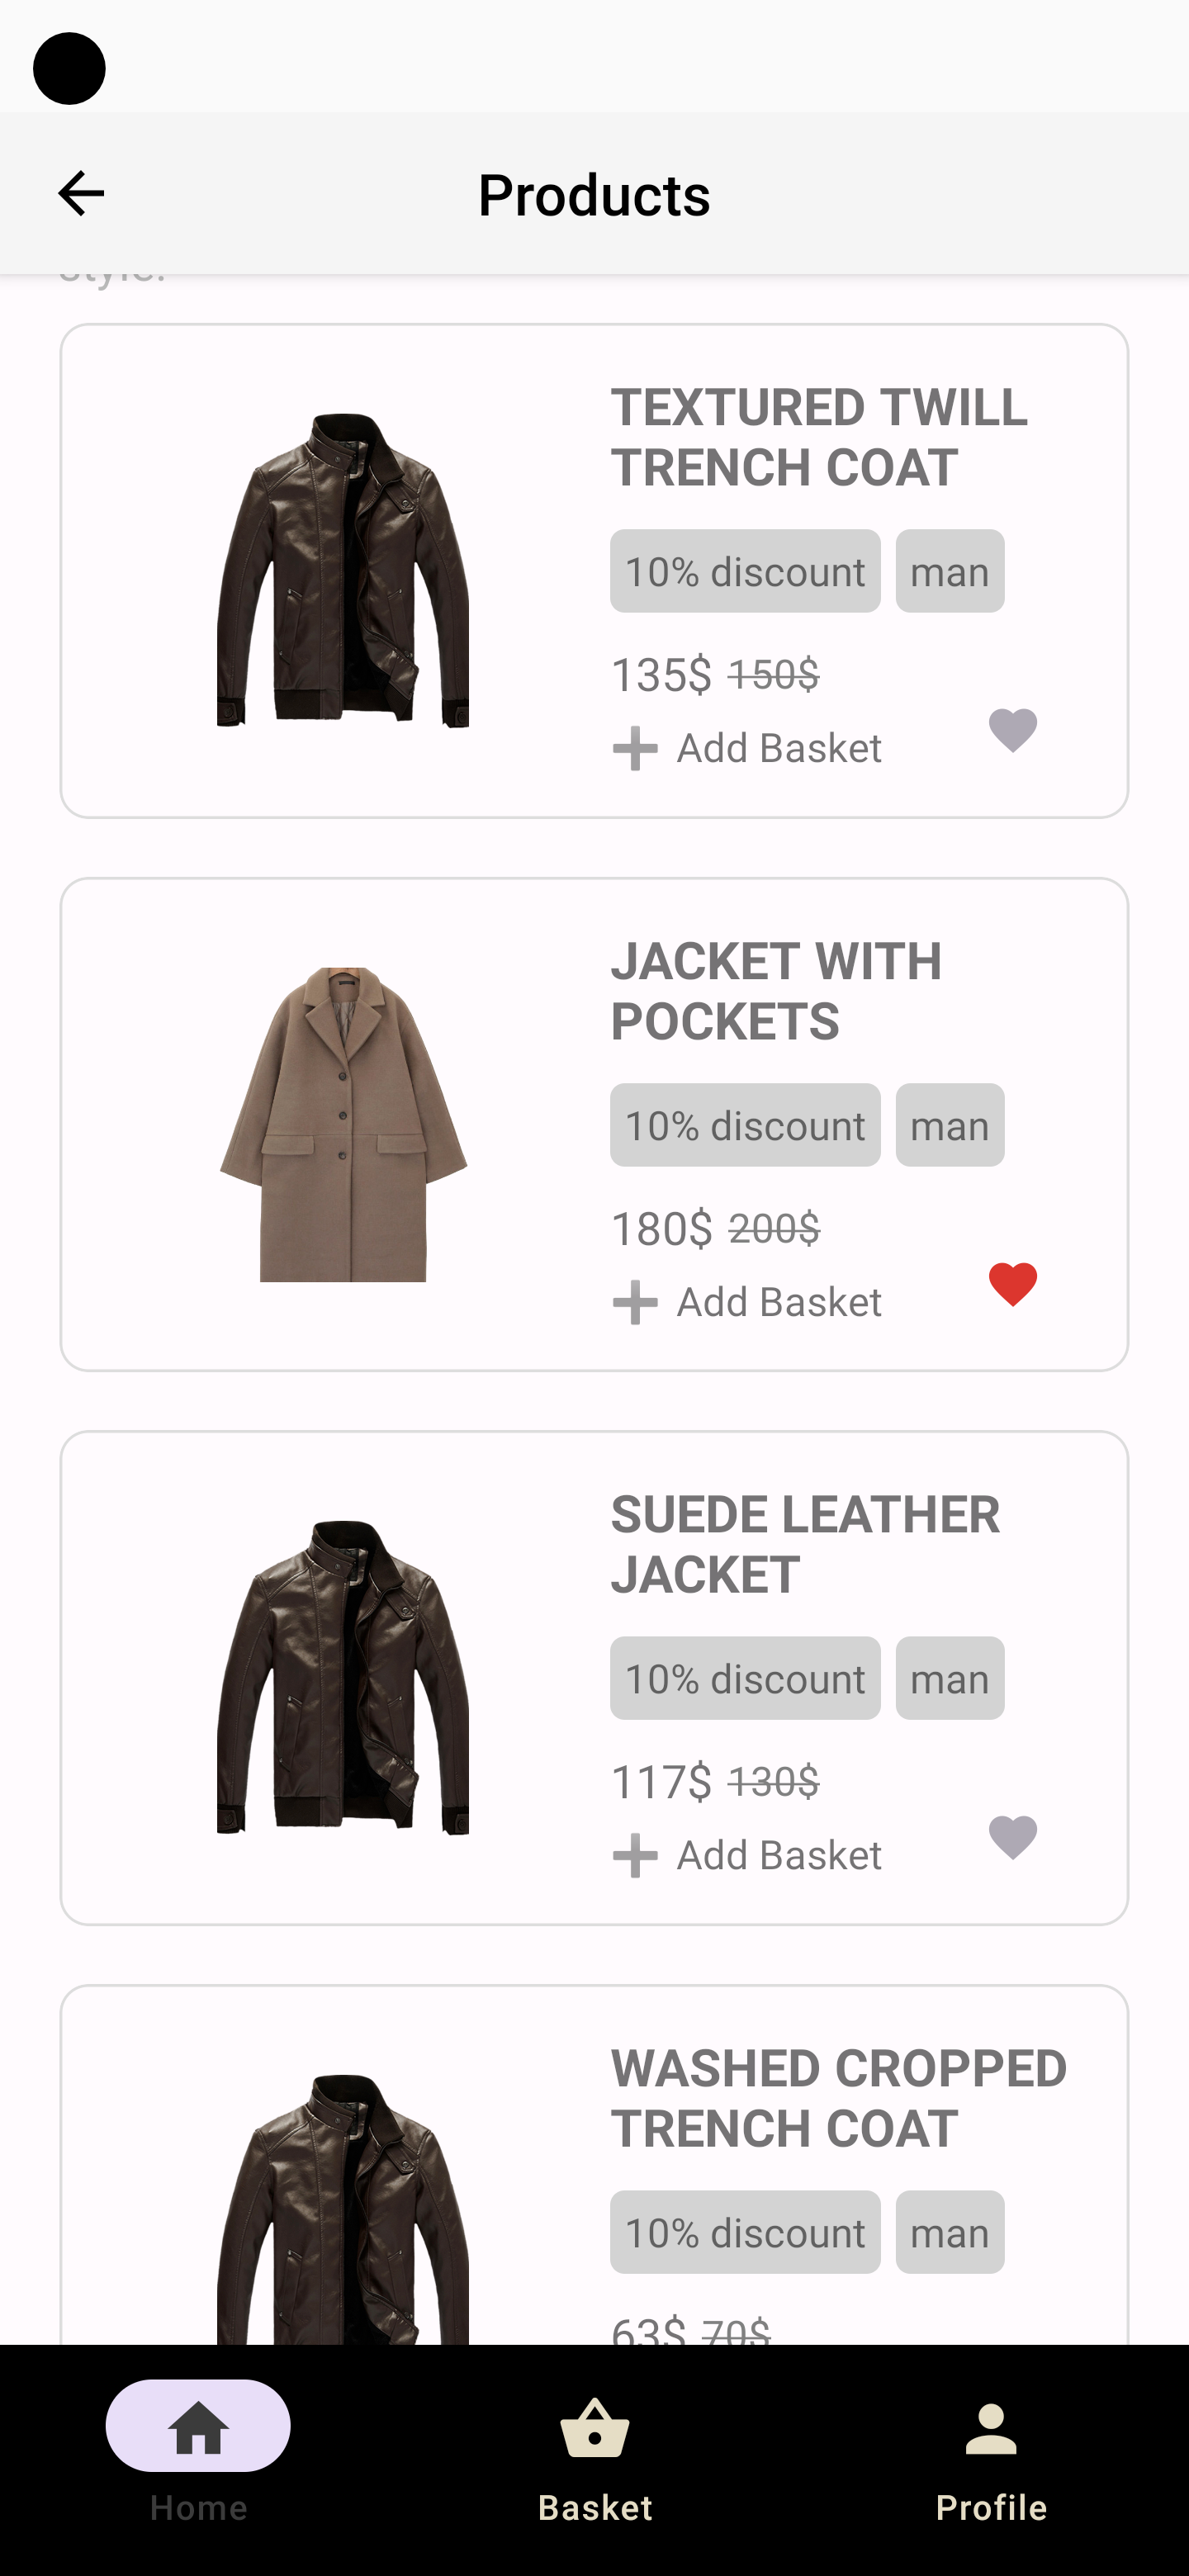 Products
style.
TEXTURED TWILL
TRENCH COAT
10% discount man
135$ 150$
Add Basket
JACKET WITH
POCKETS
10% discount man
180$ 200$
Add Basket
SUEDE LEATHER
JACKET
10% discount man
117$ 130$
Add Basket
WASHED CROPPED
TRENCH COAT
10% discount man
63$ 70$
Home Basket Profile